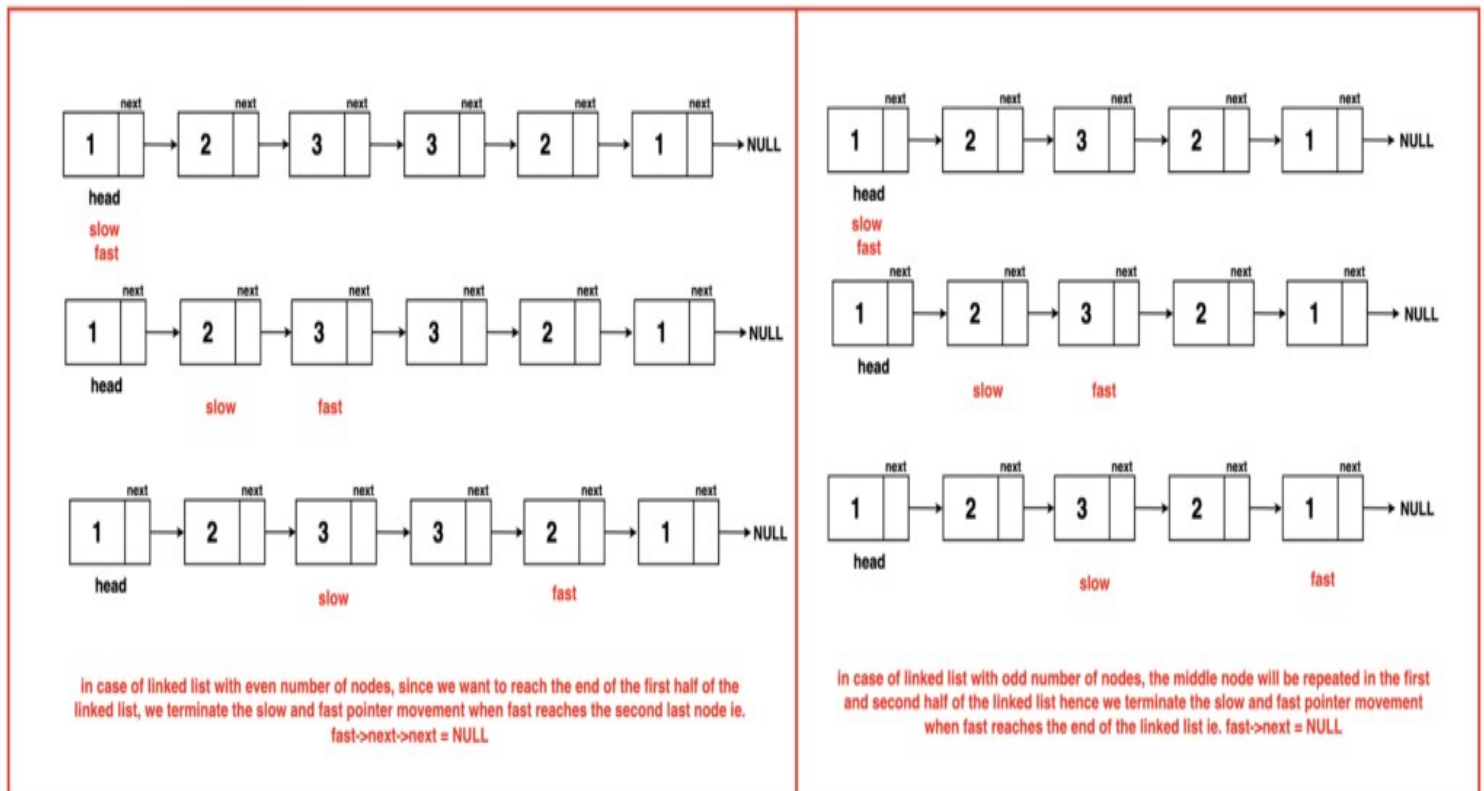 next next next next next next
1 2 3 3 2 1 NULL
head
slow
fast
next next next next next next
1 2 3 3 2 1 NULL
head
slow fast
next next next next next next
1 2 3 3 2 1 NULL
head
slow fast
in case of linked list with even number of nodes, since we want to reach the end of the first half of the
linked list, we terminate the slow and fast pointer movement when fast reaches the second last node ie.
fast->next->next = NULL
next next next next next
1 2 3 2 1 NULL
head
slow
fast
next next next next next
1 2 3 2 1 NULL
head
slow fast
next next next next next
1 2 3 2 1 NULL
head
slow fast
in case of linked list with odd number of nodes, the middle node will be repeated in the first
and second half of the linked list hence we terminate the slow and fast pointer movement
when fast reaches the end of the linked list ie. fast->next = NULL